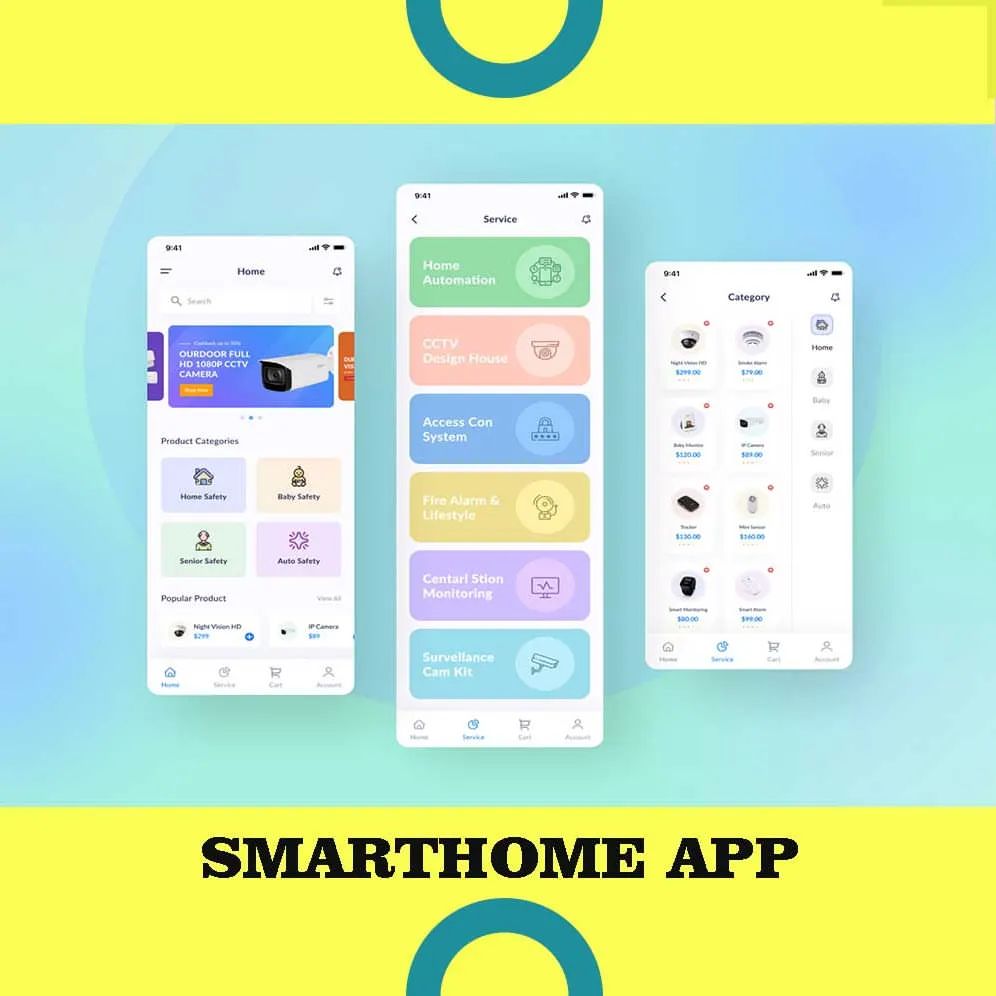 9:41
Home
Search
Cashback up to 50%
OURDOOR FULL
HD 1080P CCTV
CAMERA
Shop Now
Product Categories
Home Safety
Baby Safety
Senior Safety
Auto Safety
Popular Product
View All
Night Vision HD
$299
IP Camera
$89
Home
Service
Cart
Account
9:41
Service
Home
Automation
CCTV
Design House
Access Con
System
Fire Alarm &
Lifestyle
Centarl Stion
Monitoring
Survellance
Cam Kit
Home
Service
Cart
Account
9:41
Category
Night Vision HD
$299.00
Smoke Alarm
$79.00
Baby Monitor
$120.00
IP Camera
$89.00
Tracker
$130.00
Mini Sensor
$160.00
Smart Monitoring
$80.00
Smart Alarm
$99.00
Home
Baby
Senior
Auto
Home
Service
Cart
Account
SMARTHOME APP